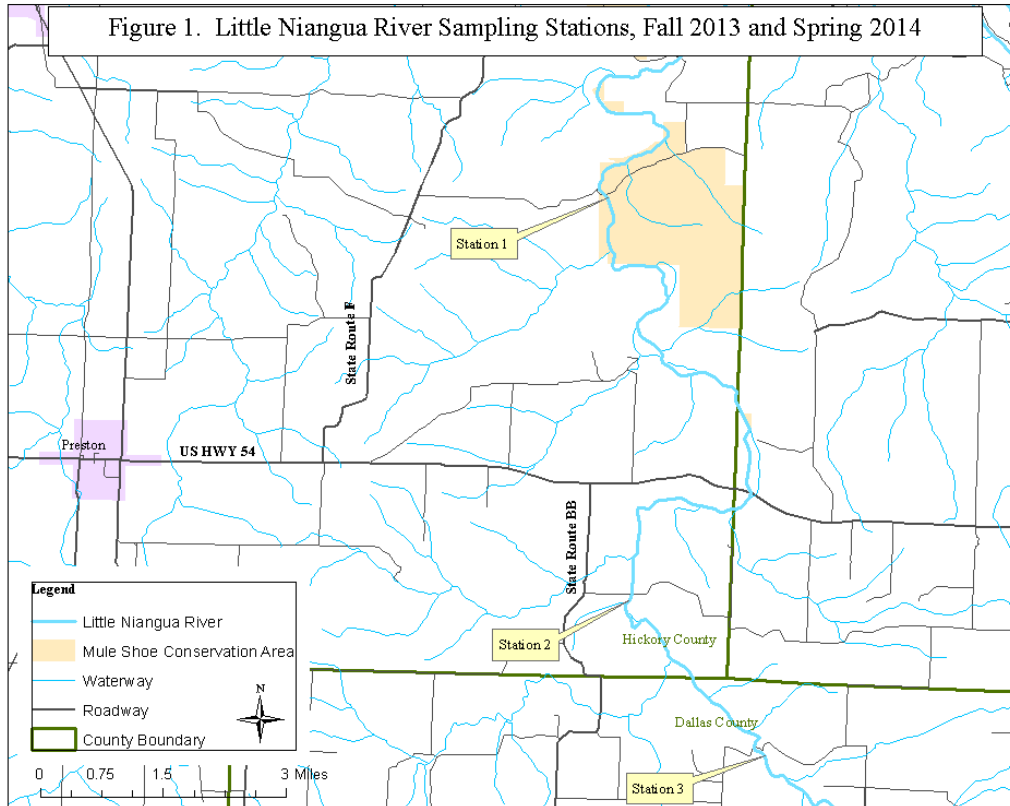 Figure 1.  Little Niangua River Sampling Stations, Fall 2013 and Spring 2014
Station 1
State Route F
Preston
US HWY 54
State Route BB
Station 2
Hickory County
Dallas County
Station 3
Legend
Little Niangua River
Mule Shoe Conservation Area
Waterway
Roadway
County Boundary
N
0 0.75 1.5 3 Miles